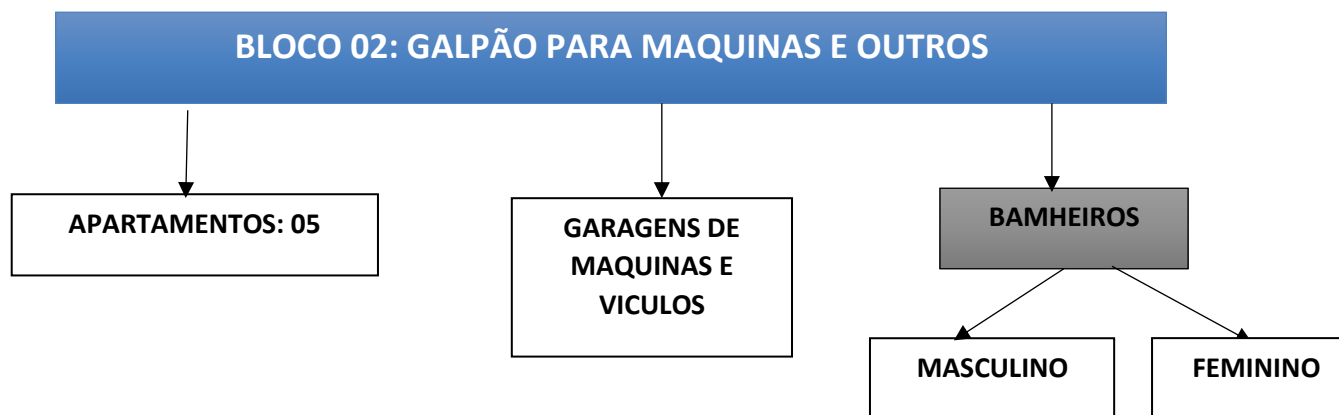 BLOCO 02: GALPÃO PARA MAQUINAS E OUTROS
APARTAMENTOS: 05
GARAGENS DE
MAQUINAS E
VICULOS
BAMHEIROS
MASCULINO
FEMININO